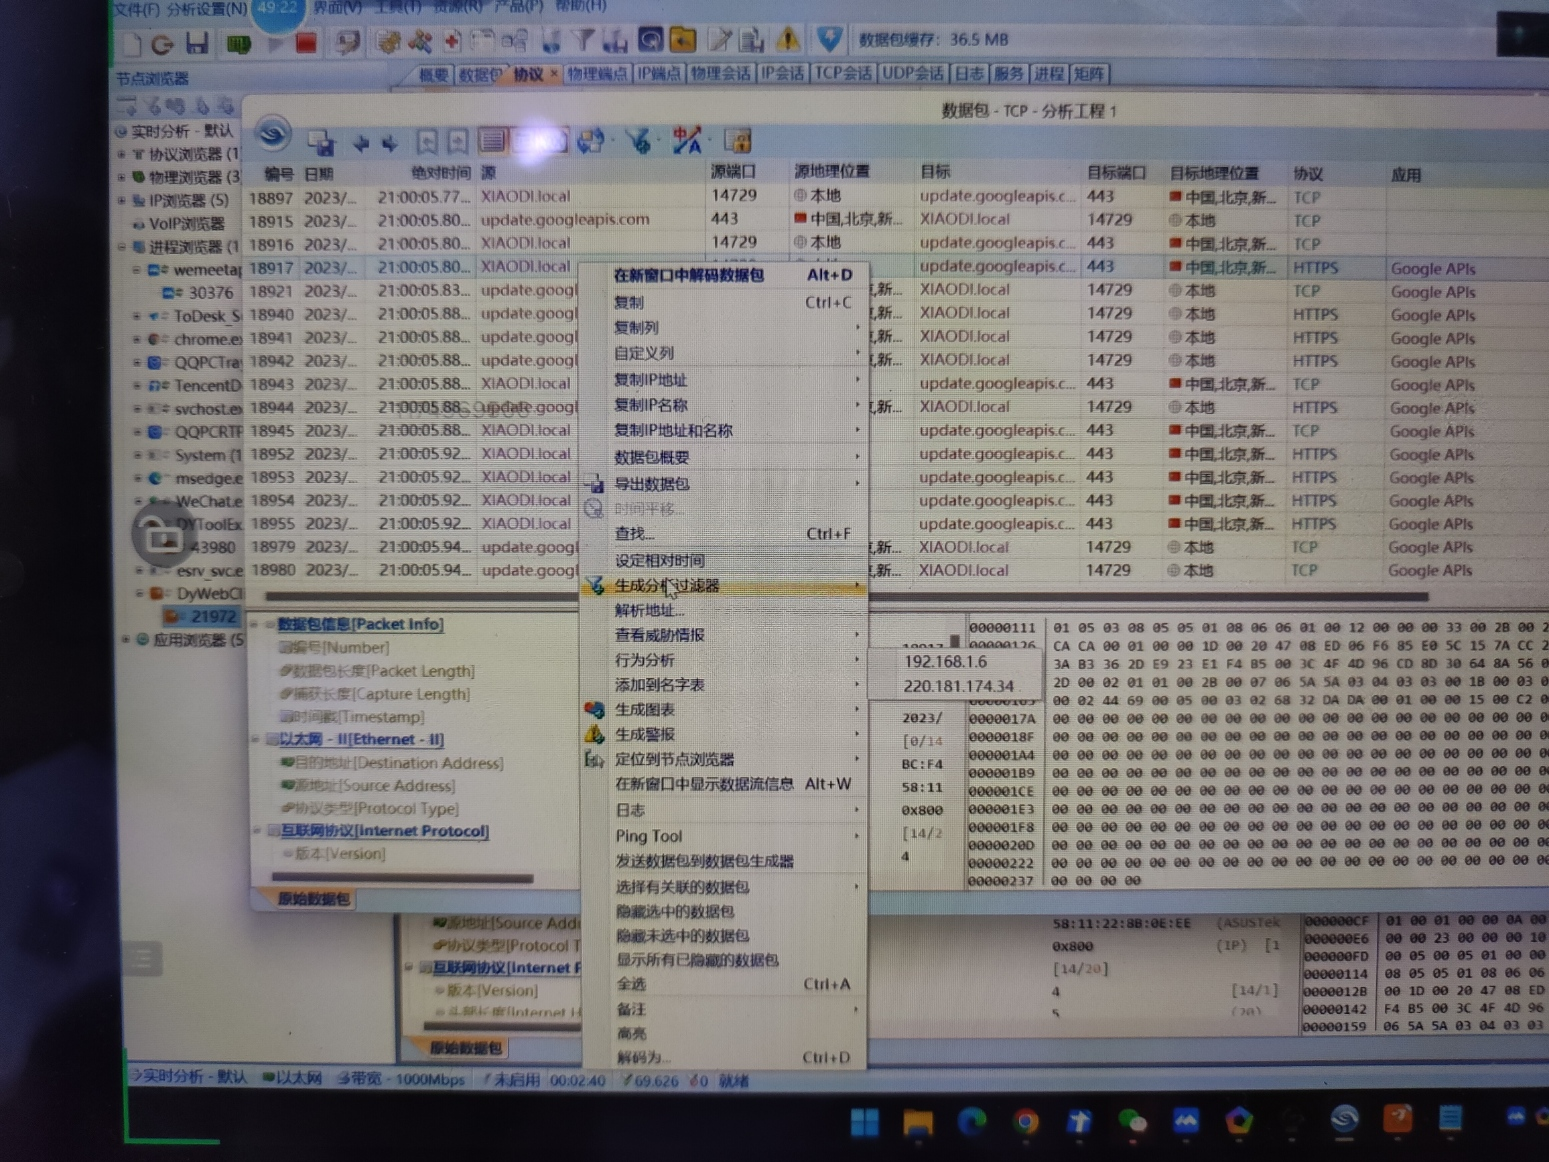 文件(F) 分析设置(N) 49:22 界面(V) 工具(T) 资源(R) 产品(P) 帮助(H)
数据包缓存: 36.5 MB
节点浏览器
概要 数据包 协议 × 物理端点 IP端点 物理会话 IP会话 TCP会话 UDP会话 日志 服务 进程 矩阵
数据包 - TCP - 分析工程 1
实时分析 - 默认
协议浏览器 (1
物理浏览器 (3
IP浏览器 (5)
VoIP浏览器
进程浏览器 (1
wemeetap
30376
ToDesk_S
chrome.e
QQPCTra
TencentD
svchost.e
QQPCRTF
System (1
msedge.e
WeChat.e
DYToolEx
43980
esrv_svc.e
DyWebCl
21972
应用浏览器 (5
编号 日期 绝对时间 源 源端口 源地理位置 目标 目标端口 目标地理位置 协议 应用
18897 2023/... 21:00:05.77... XIAODI.local 14729 本地 update.googleapis.c... 443 中国,北京,新... TCP
18915 2023/... 21:00:05.80... update.googleapis.com 443 中国,北京,新... XIAODI.local 14729 本地 TCP
18916 2023/... 21:00:05.80... XIAODI.local 14729 本地 update.googleapis.c... 443 中国,北京,新... TCP
18917 2023/... 21:00:05.80... XIAODI.local update.googleapis.c... 443 中国,北京,新... HTTPS Google APIs
18921 2023/... 21:00:05.83... update.googl ,新... XIAODI.local 14729 本地 TCP Google APIs
18940 2023/... 21:00:05.88... update.googl ,新... XIAODI.local 14729 本地 HTTPS Google APIs
18941 2023/... 21:00:05.88... update.googl ,新... XIAODI.local 14729 本地 HTTPS Google APIs
18942 2023/... 21:00:05.88... update.googl ,新... XIAODI.local 14729 本地 HTTPS Google APIs
18943 2023/... 21:00:05.88... XIAODI.local update.googleapis.c... 443 中国,北京,新... TCP Google APIs
18944 2023/... 21:00:05.88... update.googl ,新... XIAODI.local 14729 本地 HTTPS Google APIs
18945 2023/... 21:00:05.88... XIAODI.local update.googleapis.c... 443 中国,北京,新... TCP Google APIs
18952 2023/... 21:00:05.92... XIAODI.local update.googleapis.c... 443 中国,北京,新... HTTPS Google APIs
18953 2023/... 21:00:05.92... XIAODI.local update.googleapis.c... 443 中国,北京,新... HTTPS Google APIs
18954 2023/... 21:00:05.92... XIAODI.local update.googleapis.c... 443 中国,北京,新... HTTPS Google APIs
18955 2023/... 21:00:05.92... XIAODI.local update.googleapis.c... 443 中国,北京,新... HTTPS Google APIs
18979 2023/... 21:00:05.94... update.googl ,新... XIAODI.local 14729 本地 TCP Google APIs
18980 2023/... 21:00:05.94... update.googl ,新... XIAODI.local 14729 本地 TCP Google APIs
在新窗口中解码数据包 Alt+D
复制 Ctrl+C
复制列
自定义列
复制IP地址
复制IP名称
复制IP地址和名称
数据包概要
导出数据包
时间平移...
查找... Ctrl+F
设定相对时间
生成分析过滤器
解析地址...
查看威胁情报
行为分析
添加到名字表
生成图表
生成警报
定位到节点浏览器
在新窗口中显示数据流信息 Alt+W
日志
Ping Tool
发送数据包到数据包生成器
选择有关联的数据包
隐藏选中的数据包
隐藏未选中的数据包
显示所有已隐藏的数据包
全选 Ctrl+A
备注
高亮
解码为... Ctrl+D
192.168.1.6
220.181.174.34
数据包信息[Packet Info]
编号[Number]
数据包长度[Packet Length]
捕获长度[Capture Length]
时间戳[Timestamp]
以太网 - II[Ethernet - II]
目的地址[Destination Address]
源地址[Source Address]
协议类型[Protocol Type]
互联网协议[Internet Protocol]
版本[Version]
原始数据包
2023/
[0/14
BC:F4
58:11
0x800
[14/2
4
00000111 01 05 03 08 05 05 01 08 06 06 01 00 12 00 00 00 33 00 2B 00 2
00000126 CA CA 00 01 00 00 1D 00 20 47 08 ED 06 F6 85 E0 5C 15 7A CC 2
3A B3 36 2D E9 23 E1 F4 B5 00 3C 4F 4D 96 CD 8D 30 64 8A 56 0
2D 00 02 01 01 00 2B 00 07 06 5A 5A 03 04 03 03 00 1B 00 03 0
00 02 44 69 00 05 00 03 02 68 32 DA DA 00 01 00 00 15 00 C2 0
0000017A 00 00 00 00 00 00 00 00 00 00 00 00 00 00 00 00 00 00 00 00 0
0000018F 00 00 00 00 00 00 00 00 00 00 00 00 00 00 00 00 00 00 00 00 0
000001A4 00 00 00 00 00 00 00 00 00 00 00 00 00 00 00 00 00 00 00 00 0
000001B9 00 00 00 00 00 00 00 00 00 00 00 00 00 00 00 00 00 00 00 00 0
000001CE 00 00 00 00 00 00 00 00 00 00 00 00 00 00 00 00 00 00 00 00 0
000001E3 00 00 00 00 00 00 00 00 00 00 00 00 00 00 00 00 00 00 00 00 0
000001F8 00 00 00 00 00 00 00 00 00 00 00 00 00 00 00 00 00 00 00 00 0
0000020D 00 00 00 00 00 00 00 00 00 00 00 00 00 00 00 00 00 00 00 00 0
00000222 00 00 00 00 00 00 00 00 00 00 00 00 00 00 00 00 00 00 00 00 0
00000237 00 00 00 00
源地址[Source Addr 58:11:22:8B:0E:EE (ASUSTek
协议类型[Protocol T 0x800 (IP) [1
互联网协议[Internet P [14/20]
版本[Version] 4 [14/1]
头部长度[Internet H 5 (20)
原始数据包
000000CF 01 00 01 00 00 0A 00
000000E6 00 00 23 00 00 00 10
000000FD 00 05 00 05 01 00 00
00000114 08 05 05 01 08 06 06
0000012B 00 1D 00 20 47 08 ED
00000142 F4 B5 00 3C 4F 4D 96
00000159 06 5A 5A 03 04 03 03
实时分析 - 默认 以太网 带宽 - 1000Mbps 未启用 00:02:40 69,626 0 就绪